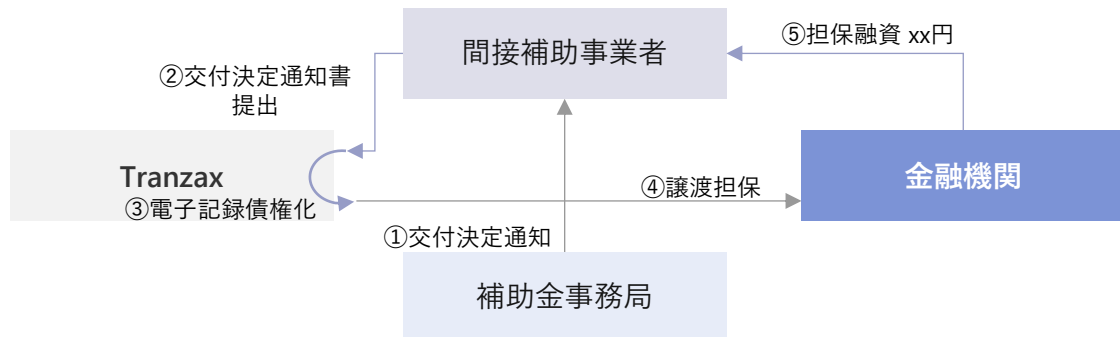 間接補助事業者
⑤担保融資 xx円
②交付決定通知書
提出
Tranzax
③電子記録債権化
④譲渡担保
金融機関
①交付決定通知
補助金事務局